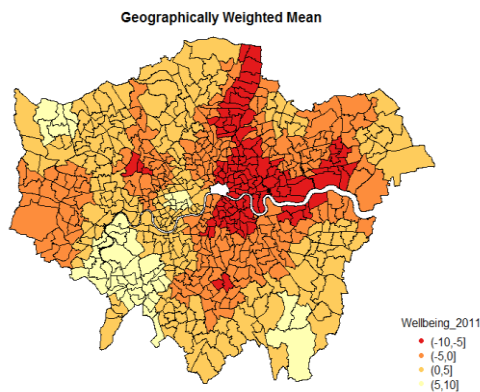 Geographically Weighted Mean
Wellbeing_2011
(-10,-5]
(-5,0]
(0,5]
(5,10]